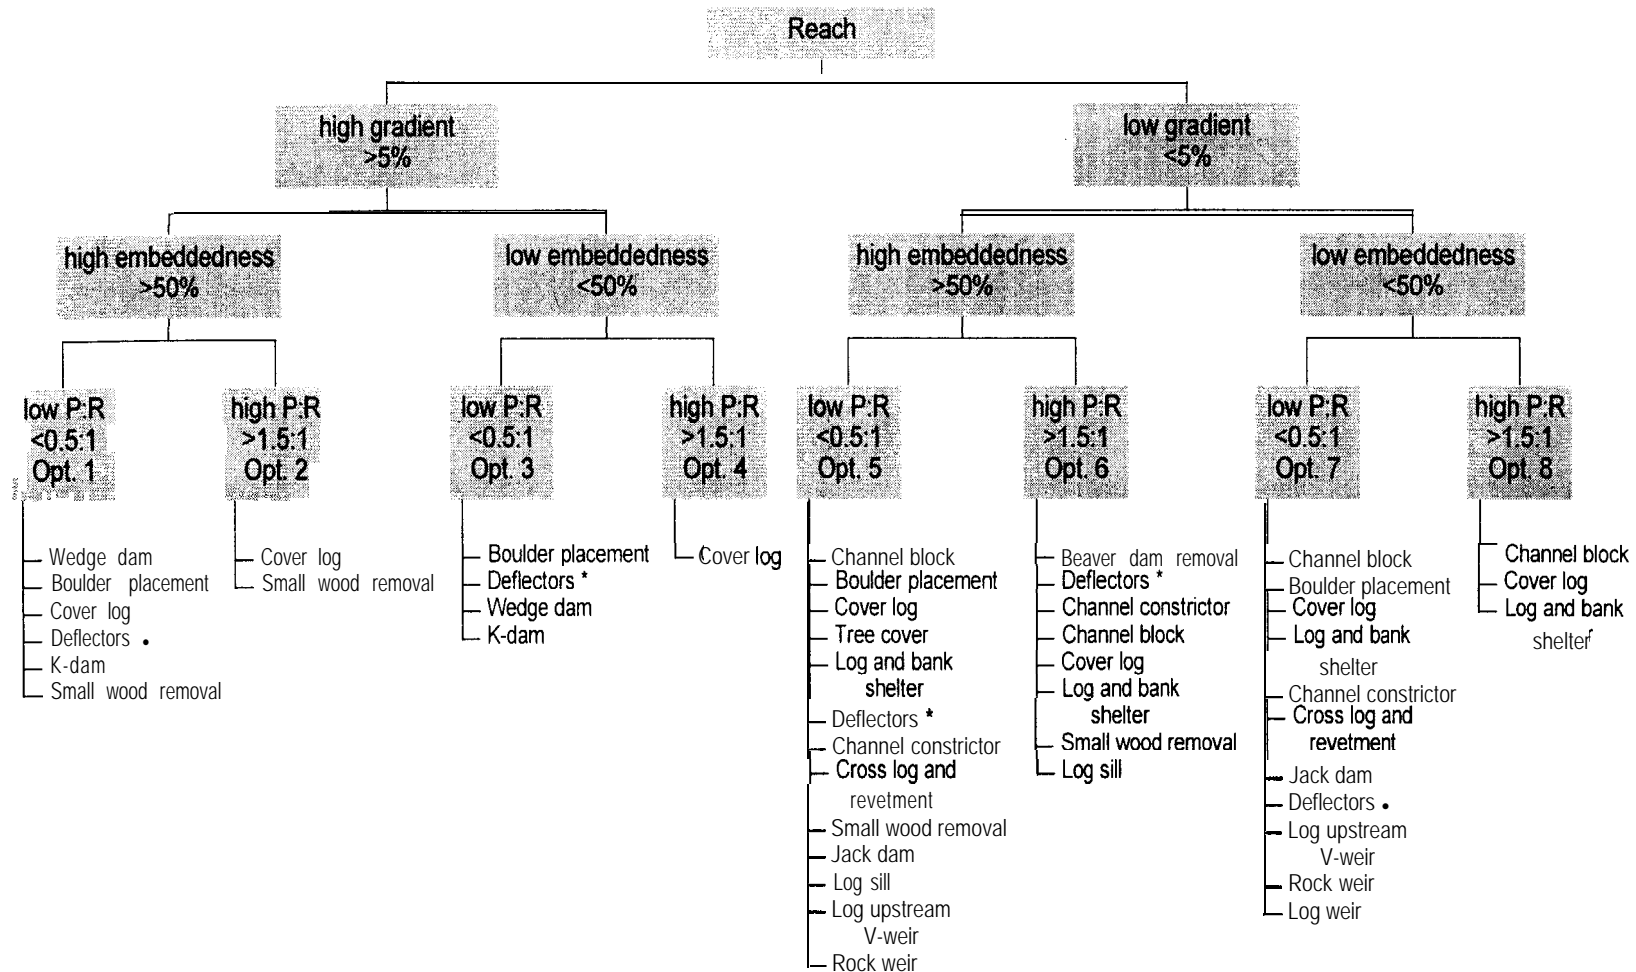 Reach
high gradient
>5%
low gradient
<5%
high embeddedness
>50%
low embeddedness
<50%
high embeddedness
>50%
low embeddedness
<50%
low P:R
<0.5:1
Opt. 1
high P:R
>1.5:1
Opt. 2
low P:R
<0.5:1
Opt. 3
high P:R
>1.5:1
Opt. 4
low P:R
<0.5:1
Opt. 5
high P:R
>1.5:1
Opt. 6
low P:R
<0.5:1
Opt. 7
high P:R
>1.5:1
Opt. 8
Wedge dam
Boulder placement
Cover log
Deflectors •
K-dam
Small wood removal
Cover log
Small wood removal
Boulder placement
Deflectors *
Wedge dam
K-dam
Cover log
Channel block
Boulder placement
Cover log
Tree cover
Log and bank
shelter
Deflectors *
Channel constrictor
Cross log and
revetment
Small wood removal
Jack dam
Log sill
Log upstream
V-weir
Rock weir
Beaver dam removal
Deflectors *
Channel constrictor
Channel block
Cover log
Log and bank
shelter
Small wood removal
Log sill
Channel block
Boulder placement
Cover log
Log and bank
shelter
Channel constrictor
Cross log and
revetment
Jack dam
Deflectors •
Log upstream
V-weir
Rock weir
Log weir
Channel block
Cover log
Log and bank
shelter